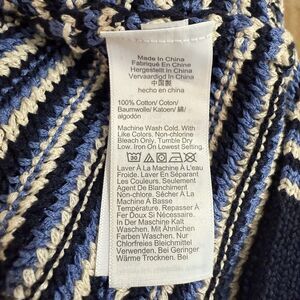 Made In China
Fabriqué En Chine
Hergestellt In China
Vervaardigd In China
中国製
hecho en china
100% Cotton/ Coton/
Baumwolle/ Katoen/ 綿/
algodón
Machine Wash Cold. With
Like Colors. Non-chlorine
Bleach Only. Tumble Dry
Low. Iron On Lowest Setting.
30
Laver À La Machine À L'eau
Froide. Laver En Séparant
Les Couleurs. Seulement
Agent De Blanchiment
Non-chlore. Sécher À La
Machine À Basse
Température. Repasser À
Fer Doux Si Nécessaire.
In Der Maschine Kalt
Waschen. Mit Ähnlichen
Farben Waschen. Nur
Chlorfreies Bleichmittel
Verwenden. Bei Geringer
Wärme Trocknen. Bei